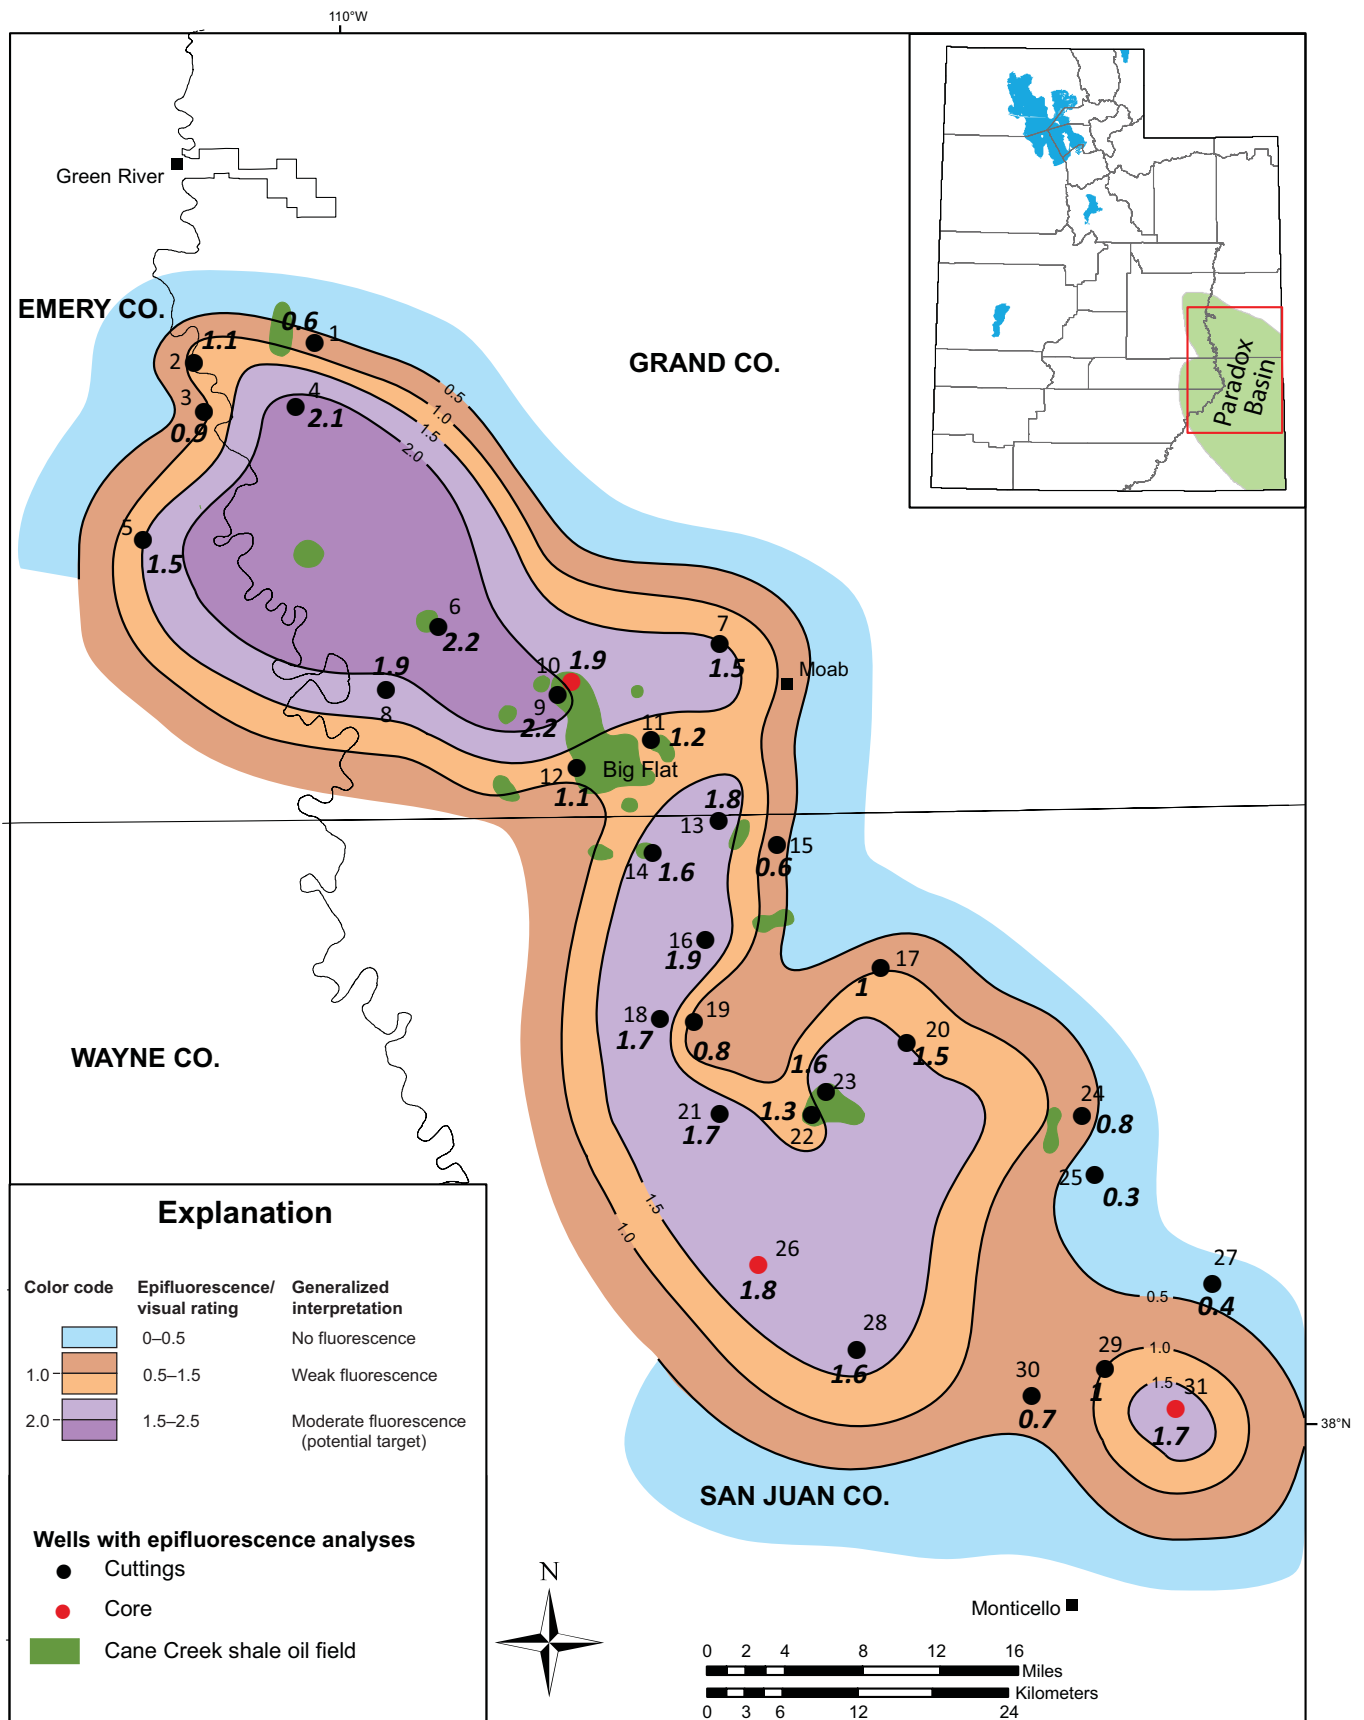 110°W
Green River
EMERY CO.
GRAND CO.
Paradox
Basin
0.6
1
1.1
2
3
0.9
4
2.1
0.5
1.0
1.5
2.0
5
1.5
6
2.2
7
1.5
Moab
1.9
8
10
1.9
9
2.2
11
1.2
Big Flat
12
1.1
1.8
13
14
1.6
15
0.6
16
1.9
17
1
18
1.7
19
0.8
20
1.5
1.6
23
1.3
22
21
1.7
24
0.8
25
0.3
WAYNE CO.
1.5
1.0
26
1.8
27
0.4
0.5
28
1.6
29
1
1.0
1.5
31
1.7
30
0.7
38°N
SAN JUAN CO.
Monticello
Explanation
Color code Epifluorescence/ Generalized
visual rating interpretation
0–0.5 No fluorescence
1.0 0.5–1.5 Weak fluorescence
2.0 1.5–2.5 Moderate fluorescence
(potential target)
Wells with epifluorescence analyses
Cuttings
Core
Cane Creek shale oil field
N
0 2 4 8 12 16
Miles
Kilometers
0 3 6 12 24